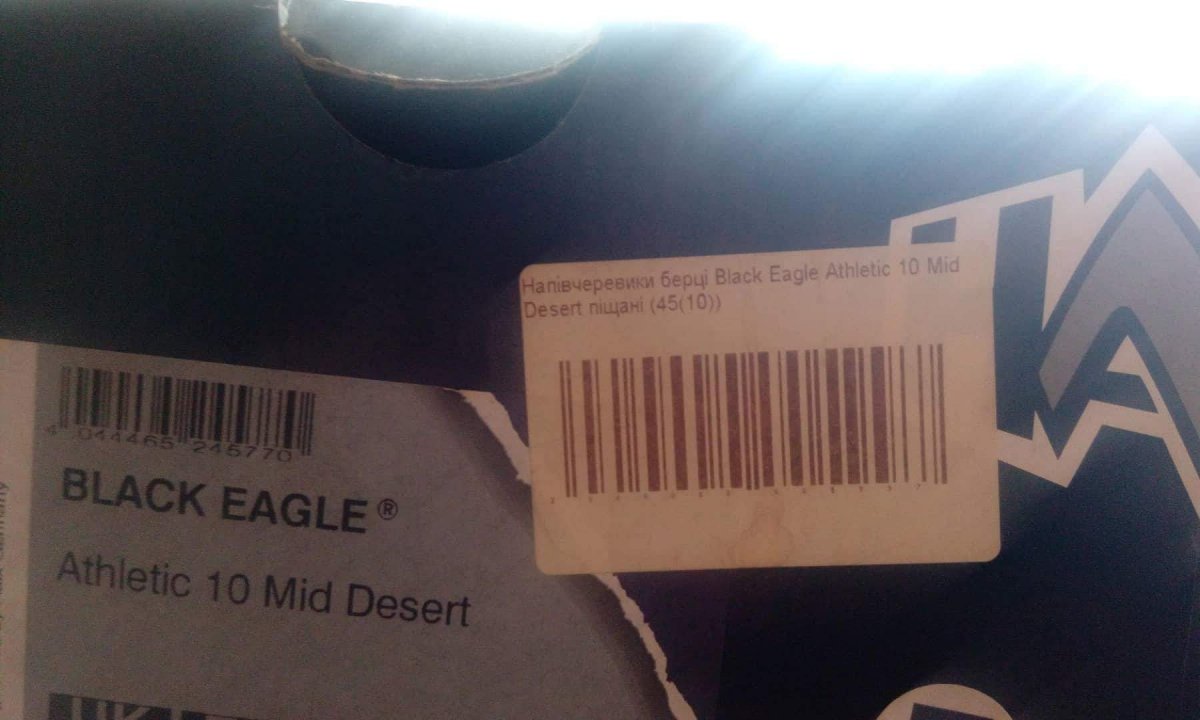 Напівчеревики берці Black Eagle Athletic 10 Mid
Desert піщані (45(10))
4 044465 245770
BLACK EAGLE®
Athletic 10 Mid Desert
UK